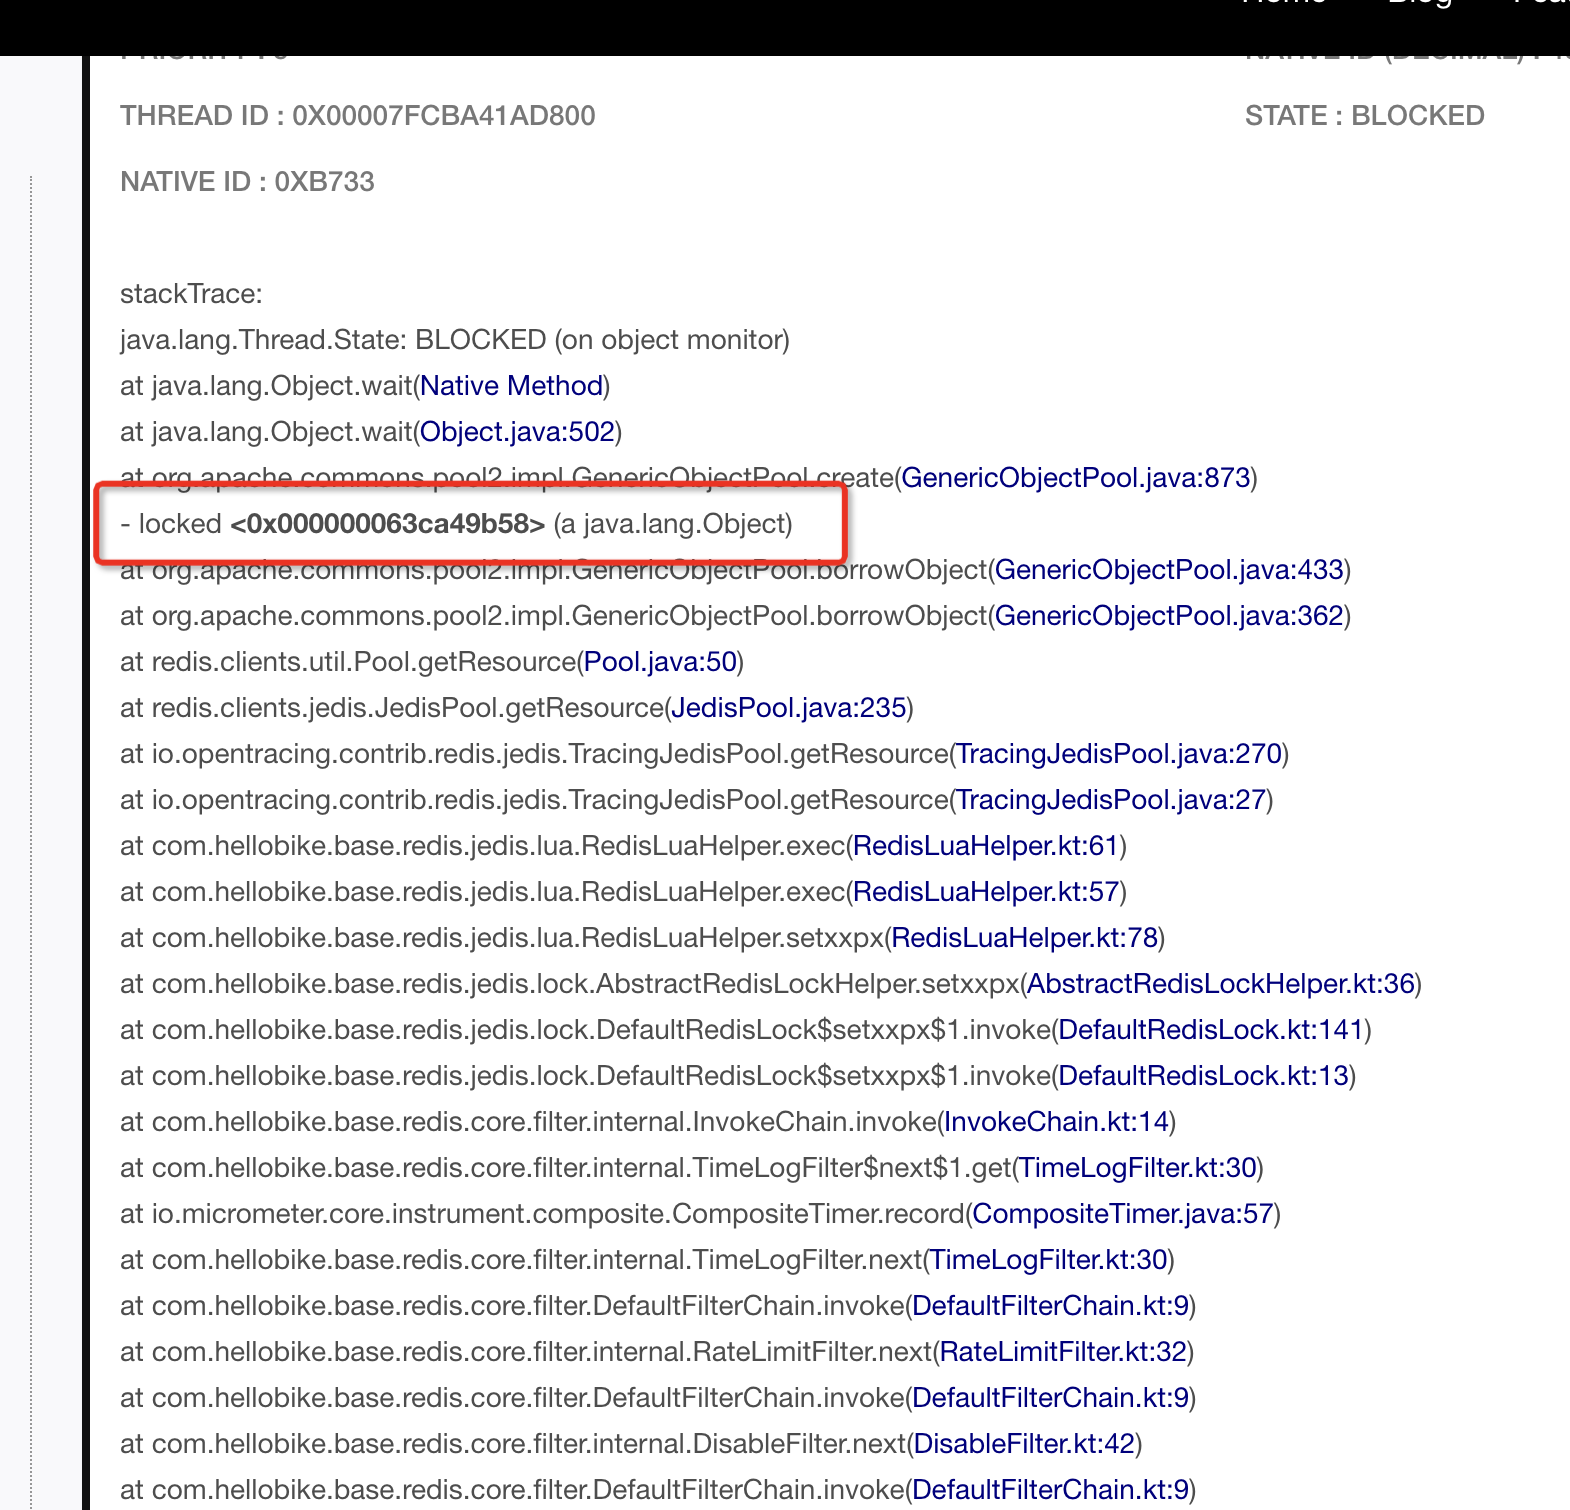 Home Blog
PRIORITY : 5
NATIVE ID (DECIMAL) :
THREAD ID : 0X00007FCBA41AD800
STATE : BLOCKED
NATIVE ID : 0XB733
stackTrace:
java.lang.Thread.State: BLOCKED (on object monitor)
at java.lang.Object.wait(Native Method)
at java.lang.Object.wait(Object.java:502)
at org.apache.commons.pool2.impl.GenericObjectPool.create(GenericObjectPool.java:873)
- locked <0x000000063ca49b58> (a java.lang.Object)
at org.apache.commons.pool2.impl.GenericObjectPool.borrowObject(GenericObjectPool.java:433)
at org.apache.commons.pool2.impl.GenericObjectPool.borrowObject(GenericObjectPool.java:362)
at redis.clients.util.Pool.getResource(Pool.java:50)
at redis.clients.jedis.JedisPool.getResource(JedisPool.java:235)
at io.opentracing.contrib.redis.jedis.TracingJedisPool.getResource(TracingJedisPool.java:270)
at io.opentracing.contrib.redis.jedis.TracingJedisPool.getResource(TracingJedisPool.java:27)
at com.hellobike.base.redis.jedis.lua.RedisLuaHelper.exec(RedisLuaHelper.kt:61)
at com.hellobike.base.redis.jedis.lua.RedisLuaHelper.exec(RedisLuaHelper.kt:57)
at com.hellobike.base.redis.jedis.lua.RedisLuaHelper.setxxpx(RedisLuaHelper.kt:78)
at com.hellobike.base.redis.jedis.lock.AbstractRedisLockHelper.setxxpx(AbstractRedisLockHelper.kt:36)
at com.hellobike.base.redis.jedis.lock.DefaultRedisLock$setxxpx$1.invoke(DefaultRedisLock.kt:141)
at com.hellobike.base.redis.jedis.lock.DefaultRedisLock$setxxpx$1.invoke(DefaultRedisLock.kt:13)
at com.hellobike.base.redis.core.filter.internal.InvokeChain.invoke(InvokeChain.kt:14)
at com.hellobike.base.redis.core.filter.internal.TimeLogFilter$next$1.get(TimeLogFilter.kt:30)
at io.micrometer.core.instrument.composite.CompositeTimer.record(CompositeTimer.java:57)
at com.hellobike.base.redis.core.filter.internal.TimeLogFilter.next(TimeLogFilter.kt:30)
at com.hellobike.base.redis.core.filter.DefaultFilterChain.invoke(DefaultFilterChain.kt:9)
at com.hellobike.base.redis.core.filter.internal.RateLimitFilter.next(RateLimitFilter.kt:32)
at com.hellobike.base.redis.core.filter.DefaultFilterChain.invoke(DefaultFilterChain.kt:9)
at com.hellobike.base.redis.core.filter.internal.DisableFilter.next(DisableFilter.kt:42)
at com.hellobike.base.redis.core.filter.DefaultFilterChain.invoke(DefaultFilterChain.kt:9)